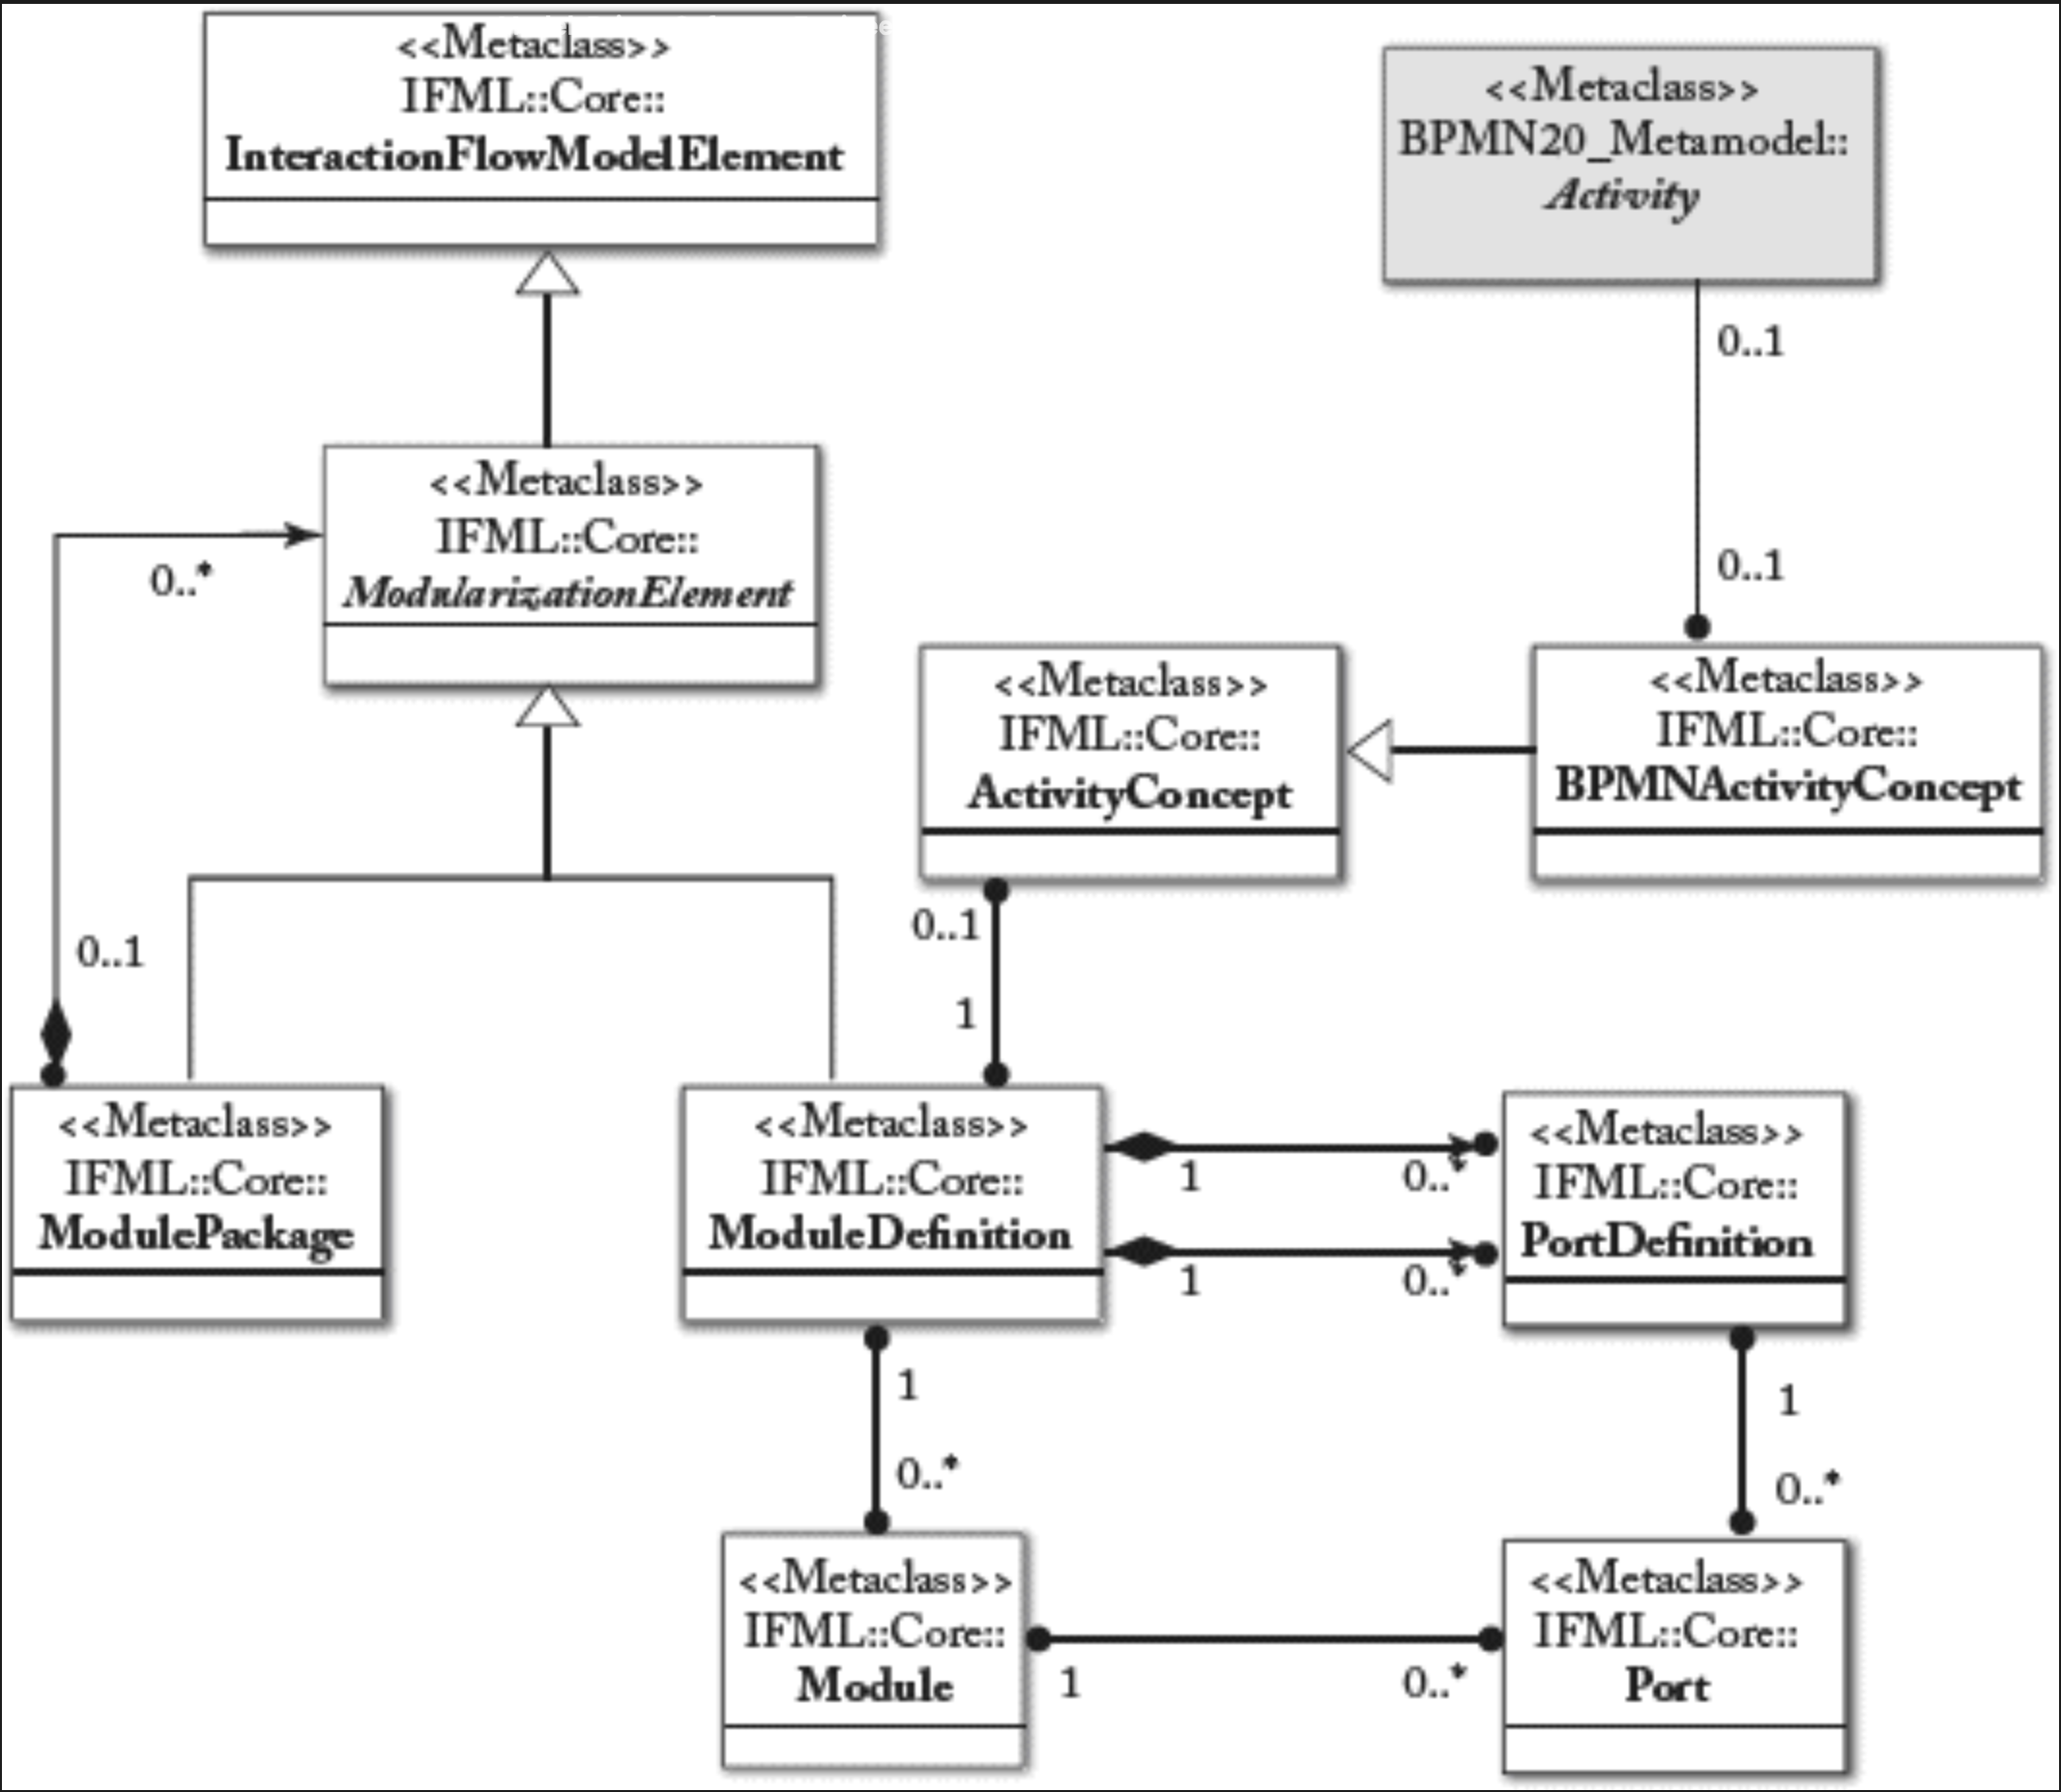 <<Metaclass>>
IFML::Core::
InteractionFlowModelElement
<<Metaclass>>
BPMN20_Metamodel::
Activity
0..1
0..1
<<Metaclass>>
IFML::Core::
ModularizationElement
0..*
0..1
<<Metaclass>>
IFML::Core::
ActivityConcept
<<Metaclass>>
IFML::Core::
BPMNActivityConcept
0..1
1
<<Metaclass>>
IFML::Core::
ModulePackage
<<Metaclass>>
IFML::Core::
ModuleDefinition
1
0..*
1
0..*
<<Metaclass>>
IFML::Core::
PortDefinition
1
0..*
1
0..*
<<Metaclass>>
IFML::Core::
Module
1
0..*
<<Metaclass>>
IFML::Core::
Port